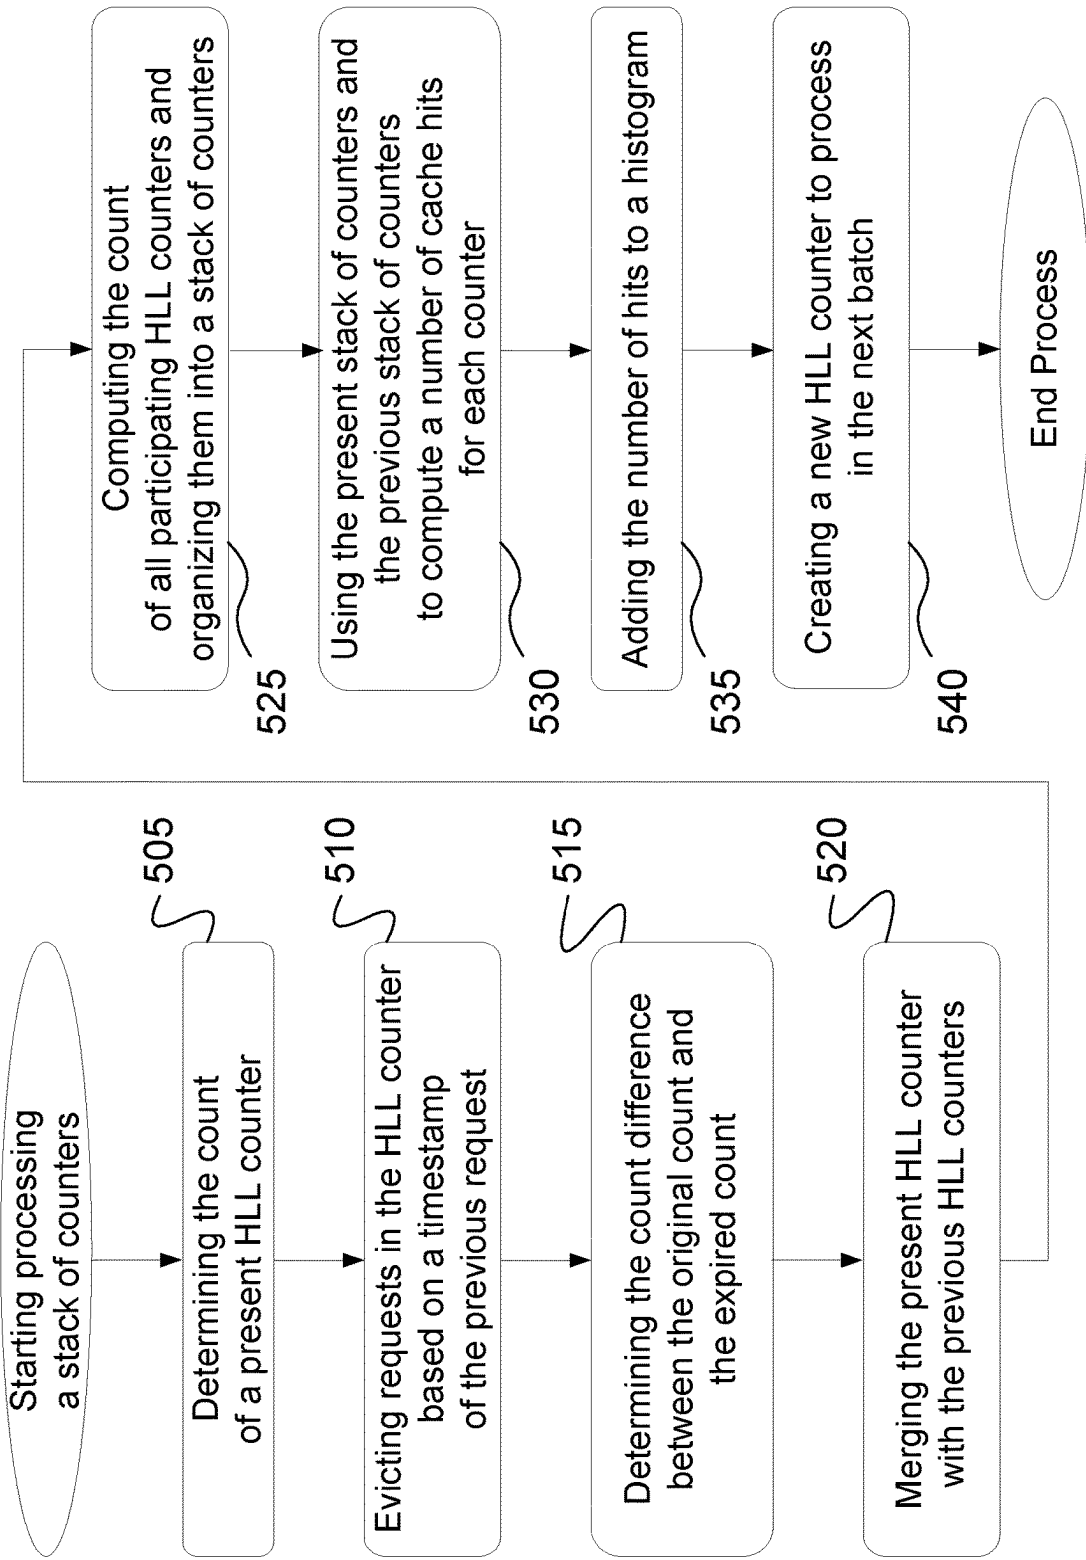 Starting processing
a stack of counters
505
Determining the count
of a present HLL counter
510
Evicting requests in the HLL counter
based on a timestamp
of the previous request
515
Determining the count difference
between the original count and
the expired count
520
Merging the present HLL counter
with the previous HLL counters
Computing the count
of all participating HLL counters and
organizing them into a stack of counters
525
Using the present stack of counters and
the previous stack of counters
to compute a number of cache hits
for each counter
530
Adding the number of hits to a histogram
535
Creating a new HLL counter to process
in the next batch
540
End Process